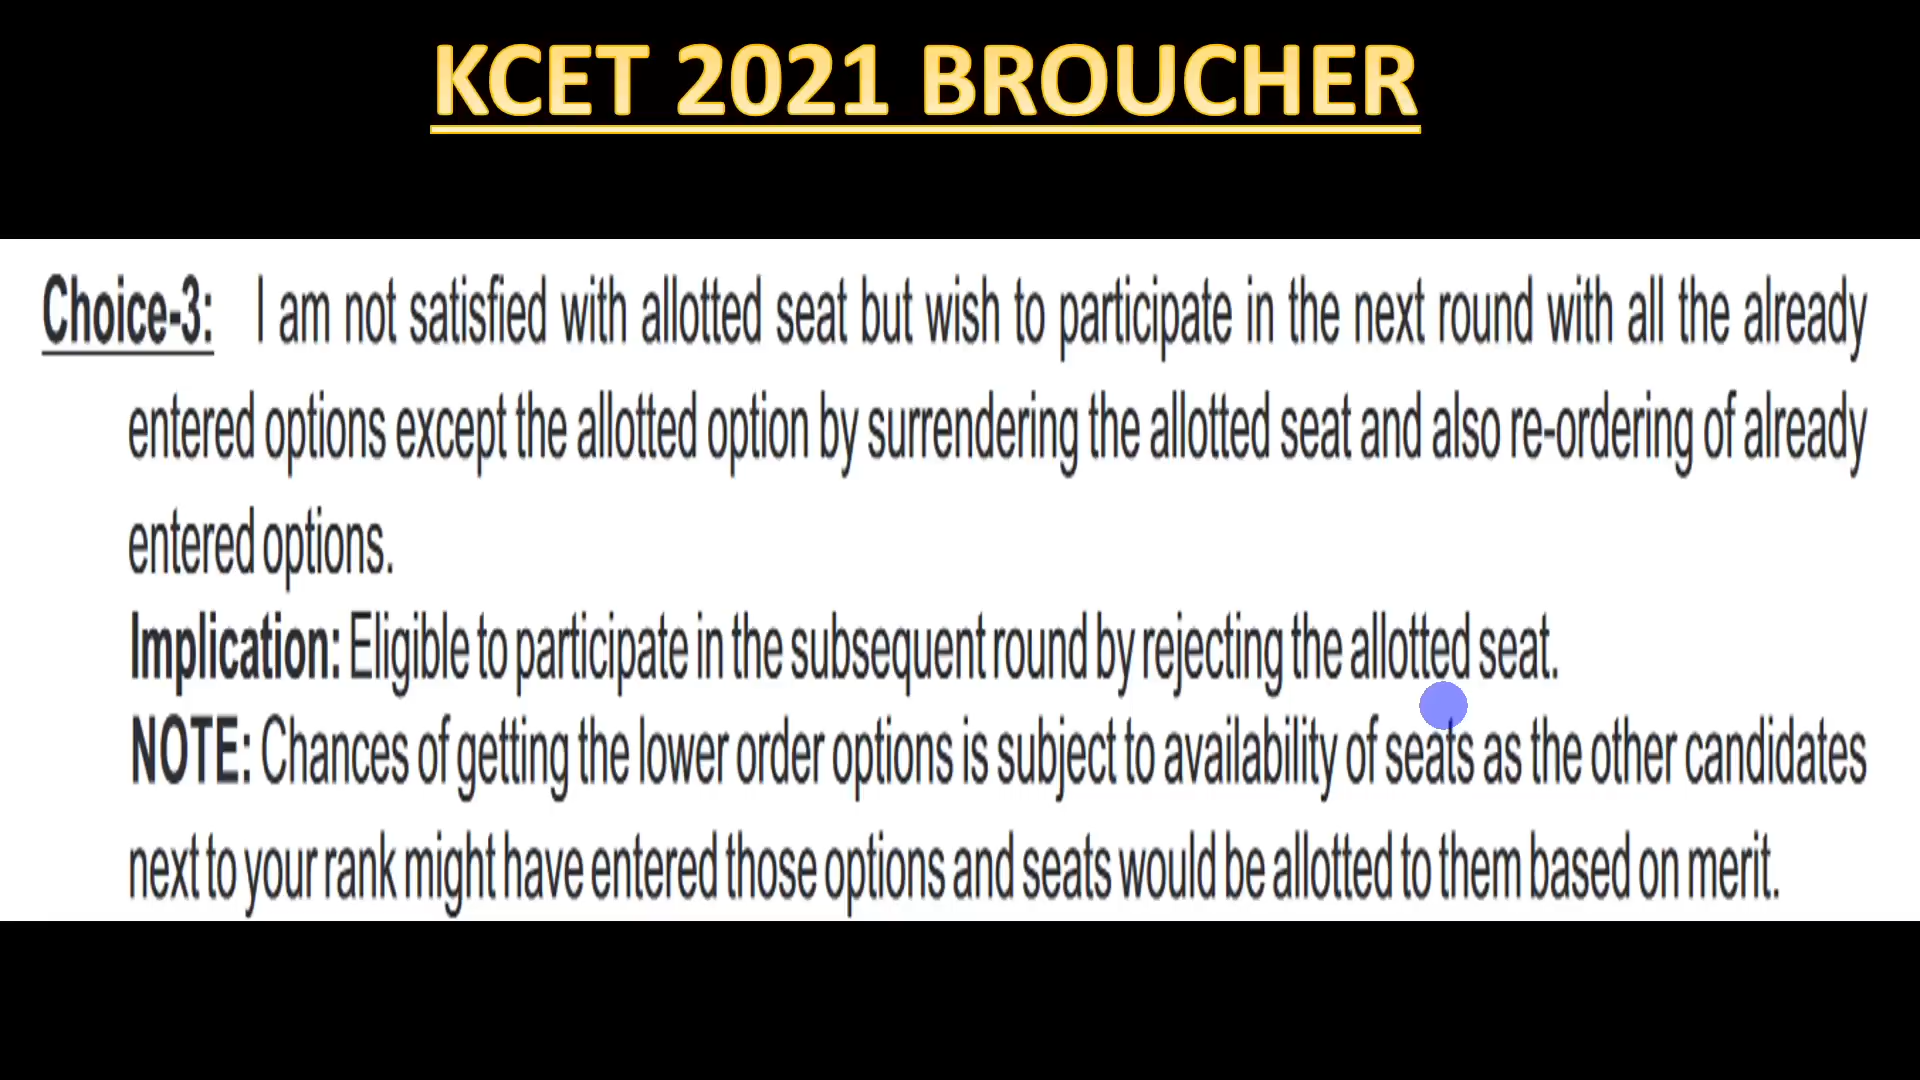 KCET 2021 BROUCHER
Choice-3: I am not satisfied with allotted seat but wish to participate in the next round with all the already
entered options except the allotted option by surrendering the allotted seat and also re-ordering of already
entered options.
Implication: Eligible to participate in the subsequent round by rejecting the allotted seat.
NOTE: Chances of getting the lower order options is subject to availability of seats as the other candidates
next to your rank might have entered those options and seats would be allotted to them based on merit.